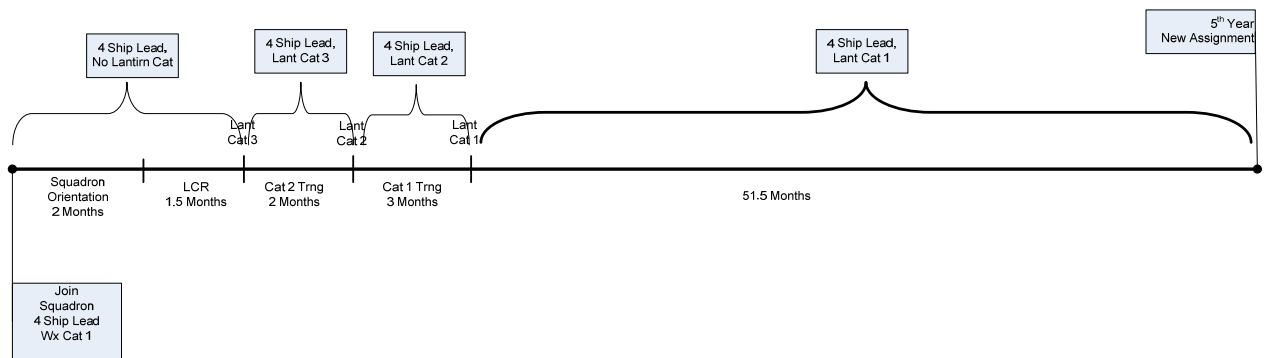 4 Ship Lead,
No Lantirn Cat
4 Ship Lead,
Lant Cat 3
4 Ship Lead,
Lant Cat 2
4 Ship Lead,
Lant Cat 1
5th Year
New Assignment
Lant
Cat 3
Lant
Cat 2
Lant
Cat 1
Squadron
Orientation
2 Months
LCR
1.5 Months
Cat 2 Trng
2 Months
Cat 1 Trng
3 Months
51.5 Months
Join
Squadron
4 Ship Lead
Wx Cat 1